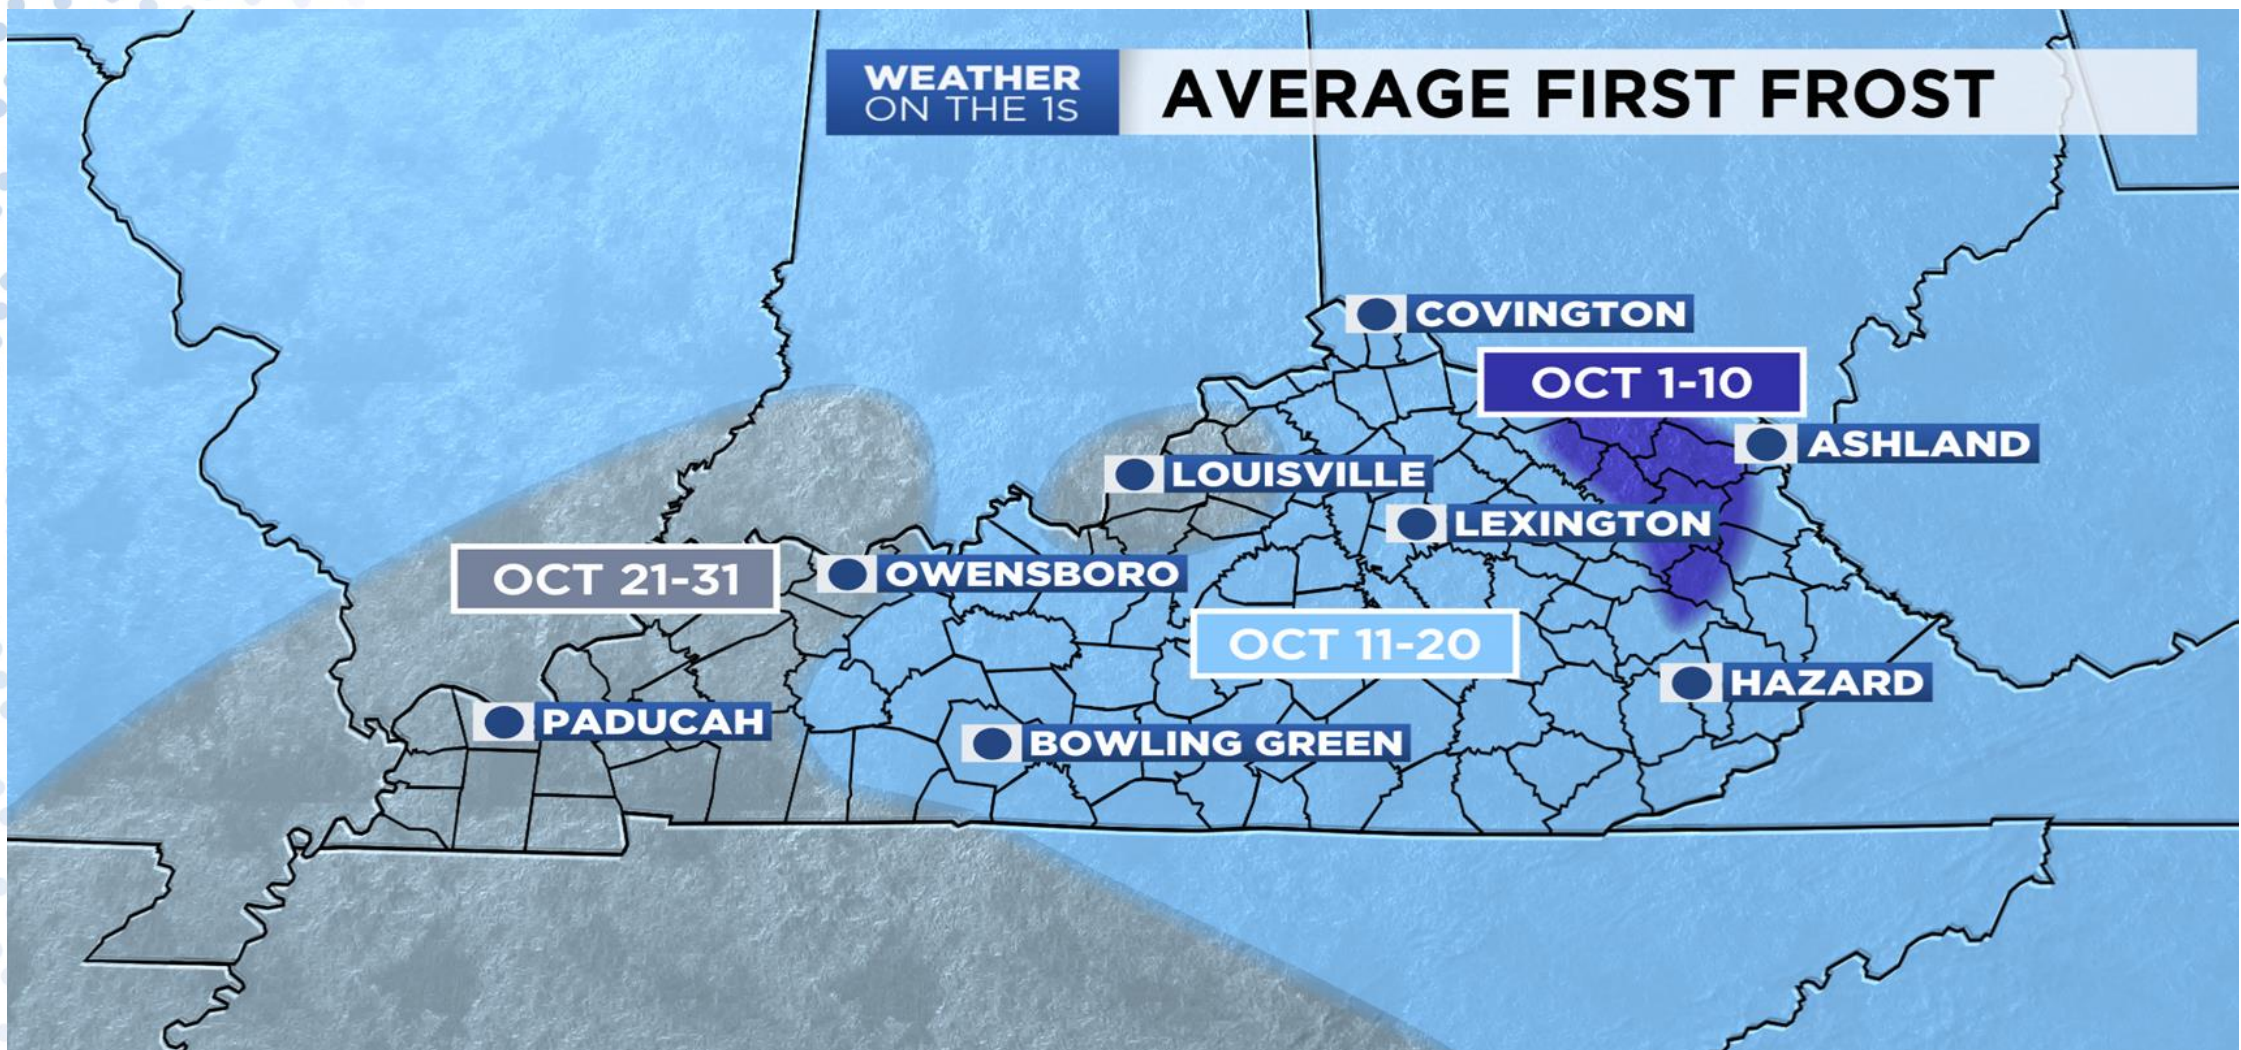 WEATHER
ON THE 1S
AVERAGE FIRST FROST
COVINGTON
OCT 1-10
ASHLAND
LOUISVILLE
LEXINGTON
OCT 21-31
OWENSBORO
OCT 11-20
HAZARD
PADUCAH
BOWLING GREEN